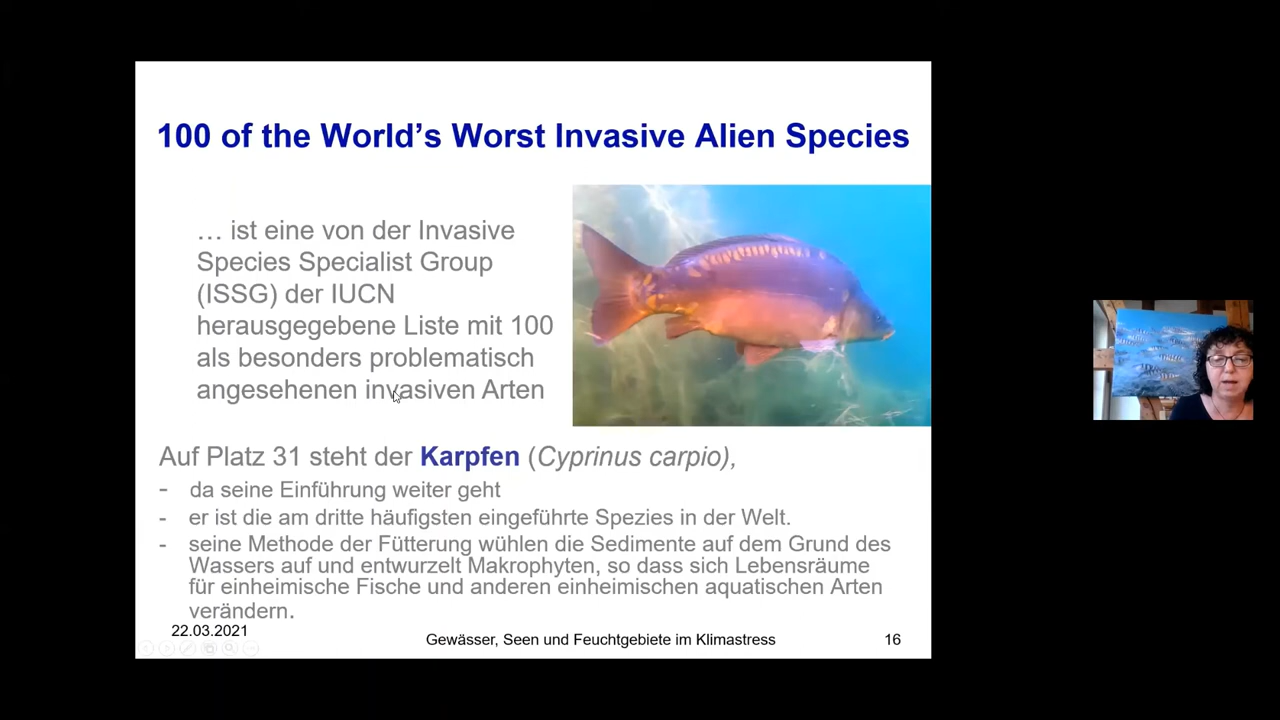 100 of the World’s Worst Invasive Alien Species
… ist eine von der Invasive
Species Specialist Group
(ISSG) der IUCN
herausgegebene Liste mit 100
als besonders problematisch
angesehenen invasiven Arten
Auf Platz 31 steht der Karpfen (Cyprinus carpio),
- da seine Einführung weiter geht
- er ist die am dritte häufigsten eingeführte Spezies in der Welt.
- seine Methode der Fütterung wühlen die Sedimente auf dem Grund des
Wassers auf und entwurzelt Makrophyten, so dass sich Lebensräume
für einheimische Fische und anderen einheimischen aquatischen Arten
verändern.
22.03.2021
Gewässer, Seen und Feuchtgebiete im Klimastress
16